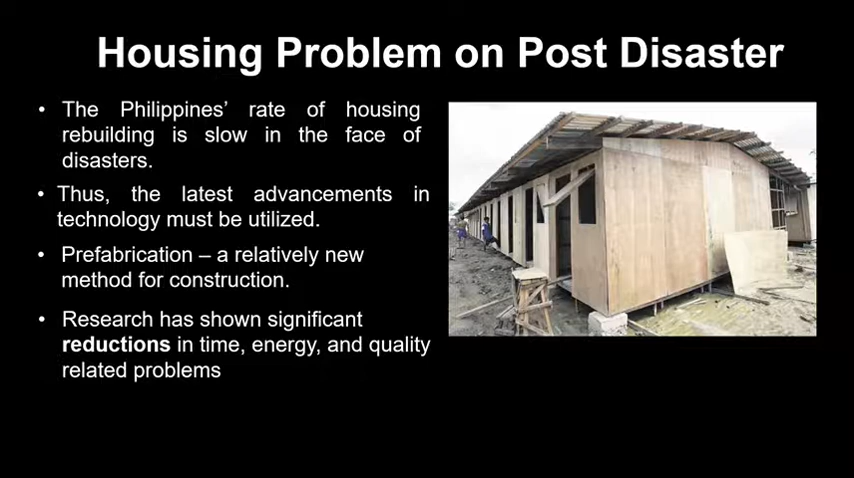 Housing Problem on Post Disaster
• The Philippines’ rate of housing
rebuilding is slow in the face of
disasters.
• Thus, the latest advancements in
technology must be utilized.
• Prefabrication – a relatively new
method for construction.
• Research has shown significant
reductions in time, energy, and quality
related problems